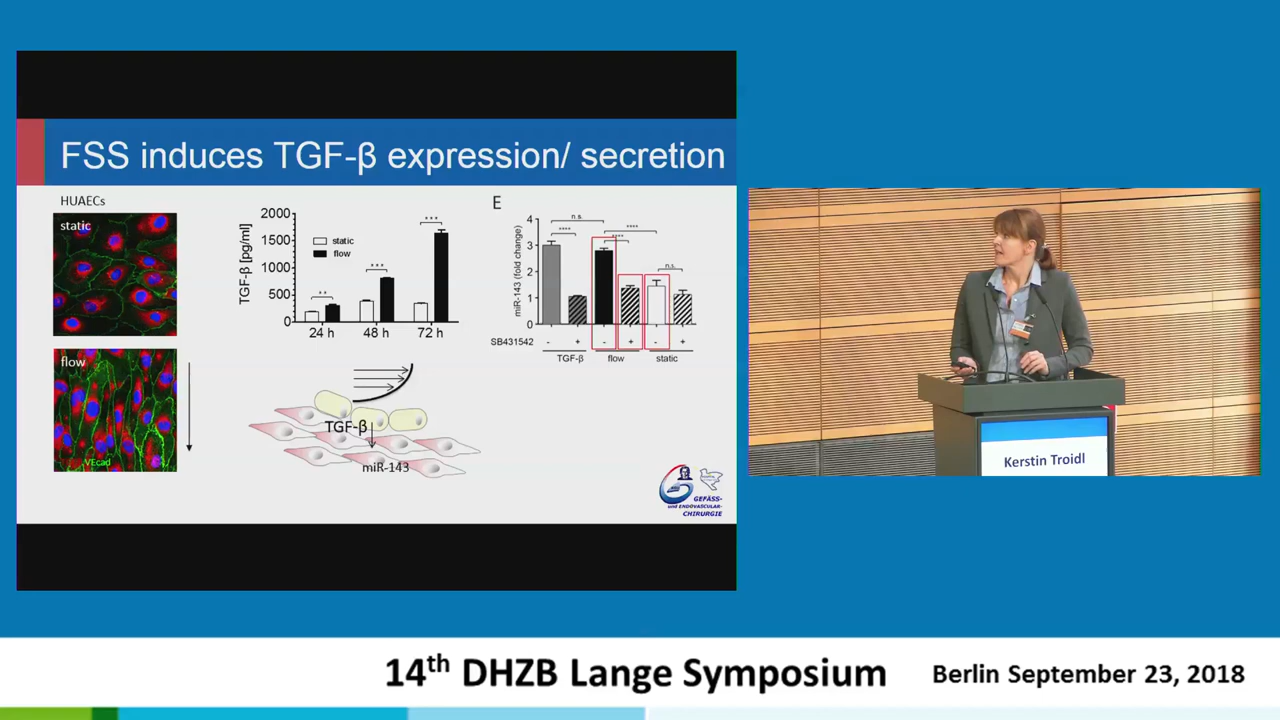 FSS induces TGF-β expression/ secretion
HUAECs
static
flow
VEcad
TGF-β [pg/ml]
2000
1500
1000
500
0
static
flow
**
***
***
24 h
48 h
72 h
TGF-β
miR-143
E
miR-143 (fold change)
4
3
2
1
0
n.s.
****
****
****
n.s.
SB431542 - + - + - +
TGF-β flow static
GEFÄSS-
und ENDOVASCULAR-
CHIRURGIE
Kerstin Troidl
14th DHZB Lange Symposium
Berlin September 23, 2018